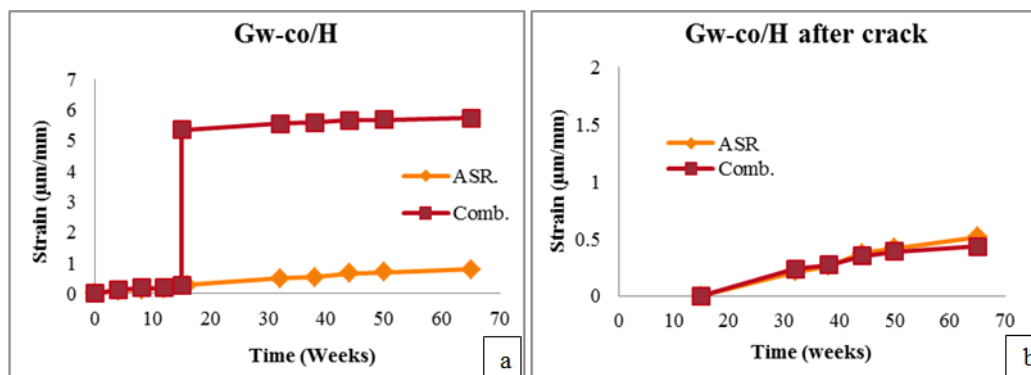 Gw-co/H
Strain (µm/mm)
7
6
5
4
3
2
1
0
0 10 20 30 40 50 60 70
Time (Weeks)
ASR.
Comb.
a
Gw-co/H after crack
Strain (µm/mm)
2
1.5
1
0.5
0
0 10 20 30 40 50 60 70
Time (weeks)
ASR
Comb.
b